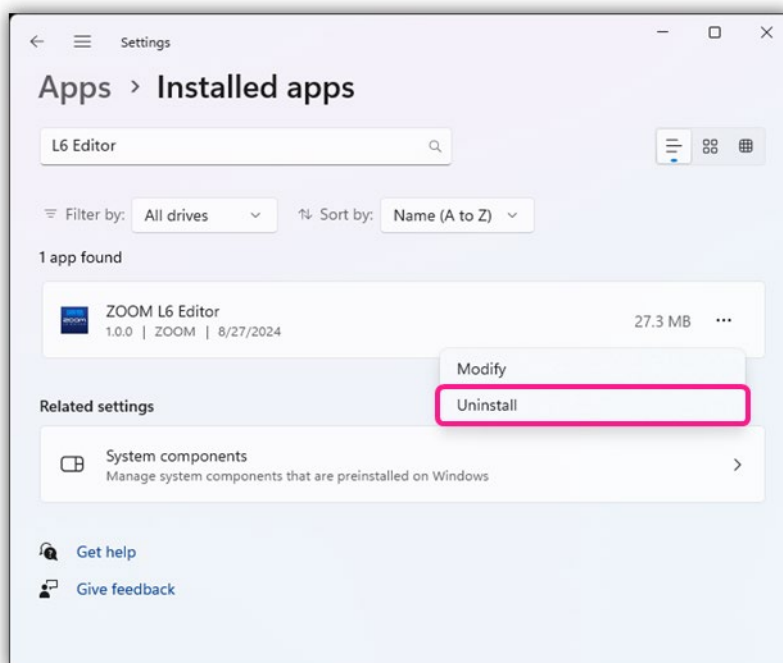 Settings
Apps > Installed apps
L6 Editor
Filter by: All drives Sort by: Name (A to Z)
1 app found
ZOOM L6 Editor
1.0.0 | ZOOM | 8/27/2024
27.3 MB
Modify
Uninstall
Related settings
System components
Manage system components that are preinstalled on Windows
Get help
Give feedback